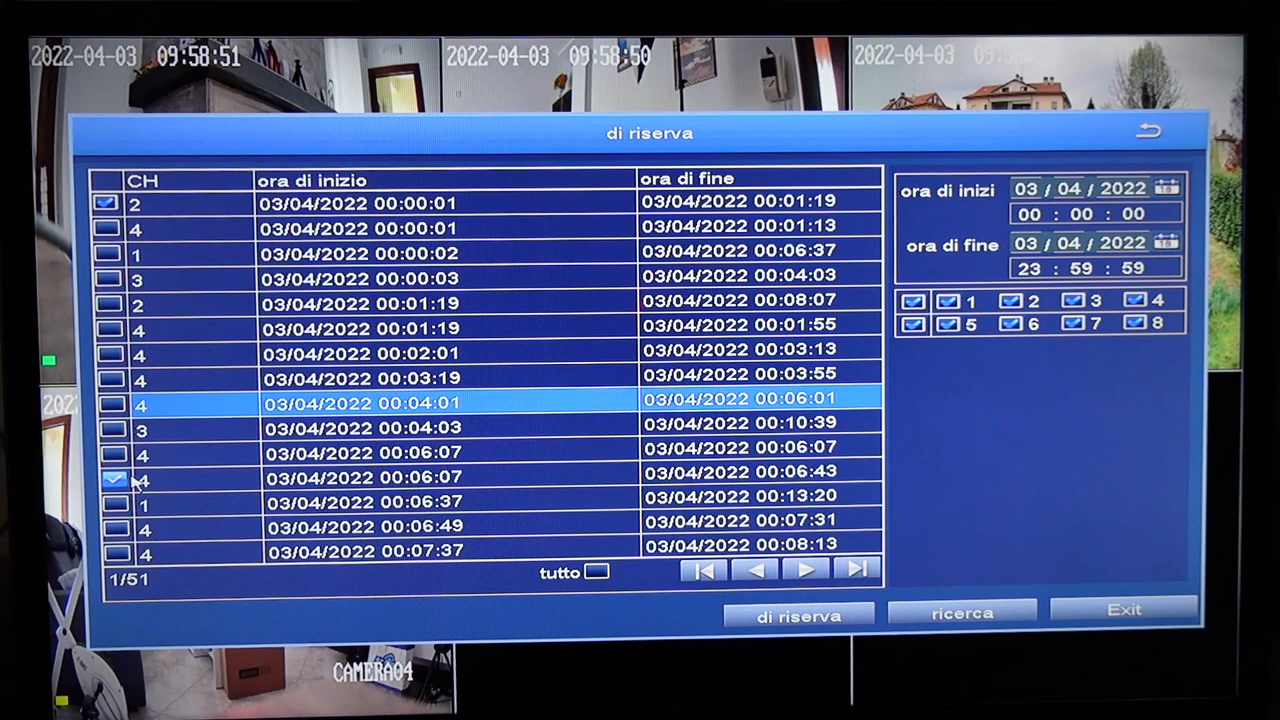 2022-04-03 09:58:51 2022-04-03 09:58:50 2022-04-03 09:5
di riserva
CH ora di inizio ora di fine
2 03/04/2022 00:00:01 03/04/2022 00:01:19
4 03/04/2022 00:00:01 03/04/2022 00:01:13
1 03/04/2022 00:00:02 03/04/2022 00:06:37
3 03/04/2022 00:00:03 03/04/2022 00:04:03
2 03/04/2022 00:01:19 03/04/2022 00:08:07
4 03/04/2022 00:01:19 03/04/2022 00:01:55
4 03/04/2022 00:02:01 03/04/2022 00:03:13
4 03/04/2022 00:03:19 03/04/2022 00:03:55
4 03/04/2022 00:04:01 03/04/2022 00:06:01
3 03/04/2022 00:04:03 03/04/2022 00:10:39
4 03/04/2022 00:06:07 03/04/2022 00:06:07
4 03/04/2022 00:06:07 03/04/2022 00:06:43
1 03/04/2022 00:06:37 03/04/2022 00:13:20
4 03/04/2022 00:06:49 03/04/2022 00:07:31
4 03/04/2022 00:07:37 03/04/2022 00:08:13
1/51 tutto
ora di inizi 03 / 04 / 2022
00 : 00 : 00
ora di fine 03 / 04 / 2022
23 : 59 : 59
1 2 3 4
5 6 7 8
di riserva ricerca Exit
202
CAMERA04